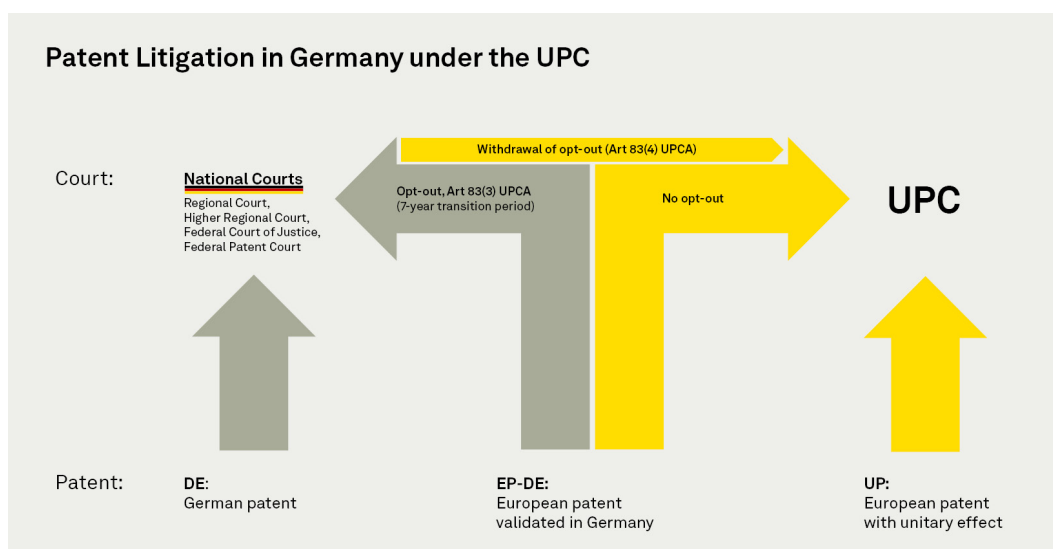 Patent Litigation in Germany under the UPC
Withdrawal of opt-out (Art 83(4) UPCA)
Court:
National Courts
Regional Court,
Higher Regional Court,
Federal Court of Justice,
Federal Patent Court
Opt-out, Art 83(3) UPCA
(7-year transition period)
No opt-out
UPC
Patent:
DE:
German patent
EP-DE:
European patent
validated in Germany
UP:
European patent
with unitary effect